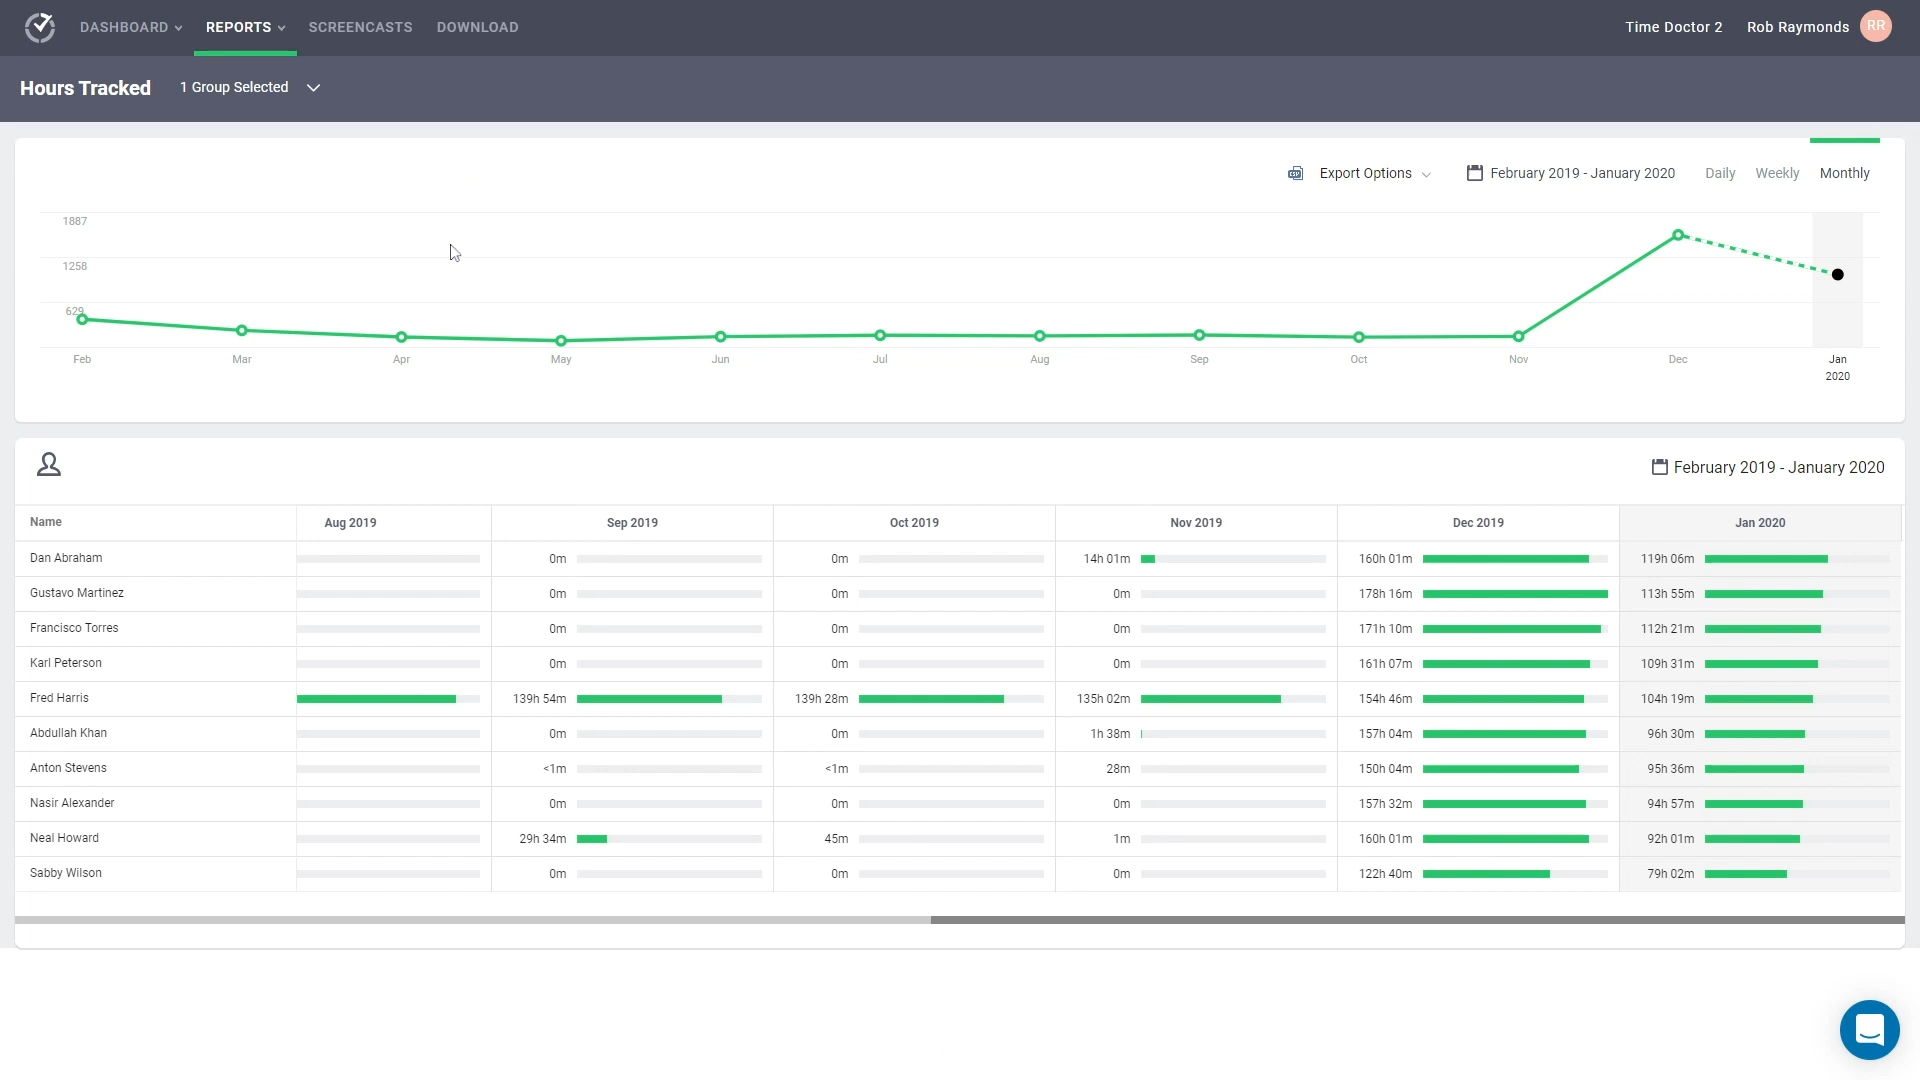 DASHBOARD REPORTS SCREENCASTS DOWNLOAD Time Doctor 2 Rob Raymonds RR
Hours Tracked 1 Group Selected
Export Options February 2019 - January 2020 Daily Weekly Monthly
1887
1258
629
Feb Mar Apr May Jun Jul Aug Sep Oct Nov Dec Jan
2020
February 2019 - January 2020
Name Aug 2019 Sep 2019 Oct 2019 Nov 2019 Dec 2019 Jan 2020
Dan Abraham 0m 0m 14h 01m 160h 01m 119h 06m
Gustavo Martinez 0m 0m 0m 178h 16m 113h 55m
Francisco Torres 0m 0m 0m 171h 10m 112h 21m
Karl Peterson 0m 0m 0m 161h 07m 109h 31m
Fred Harris 139h 54m 139h 28m 135h 02m 154h 46m 104h 19m
Abdullah Khan 0m 0m 1h 38m 157h 04m 96h 30m
Anton Stevens <1m <1m 28m 150h 04m 95h 36m
Nasir Alexander 0m 0m 0m 157h 32m 94h 57m
Neal Howard 29h 34m 45m 1m 160h 01m 92h 01m
Sabby Wilson 0m 0m 0m 122h 40m 79h 02m